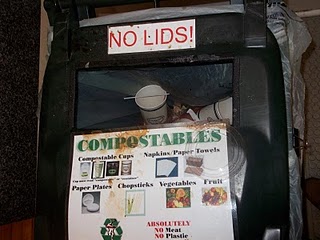 NO LIDS!
COMPOSTABLES
Compostable Cups Napkins/Paper Towels
Paper Plates Chopsticks Vegetables Fruit
ABSOLUTELY
NO Meat
NO Plastic